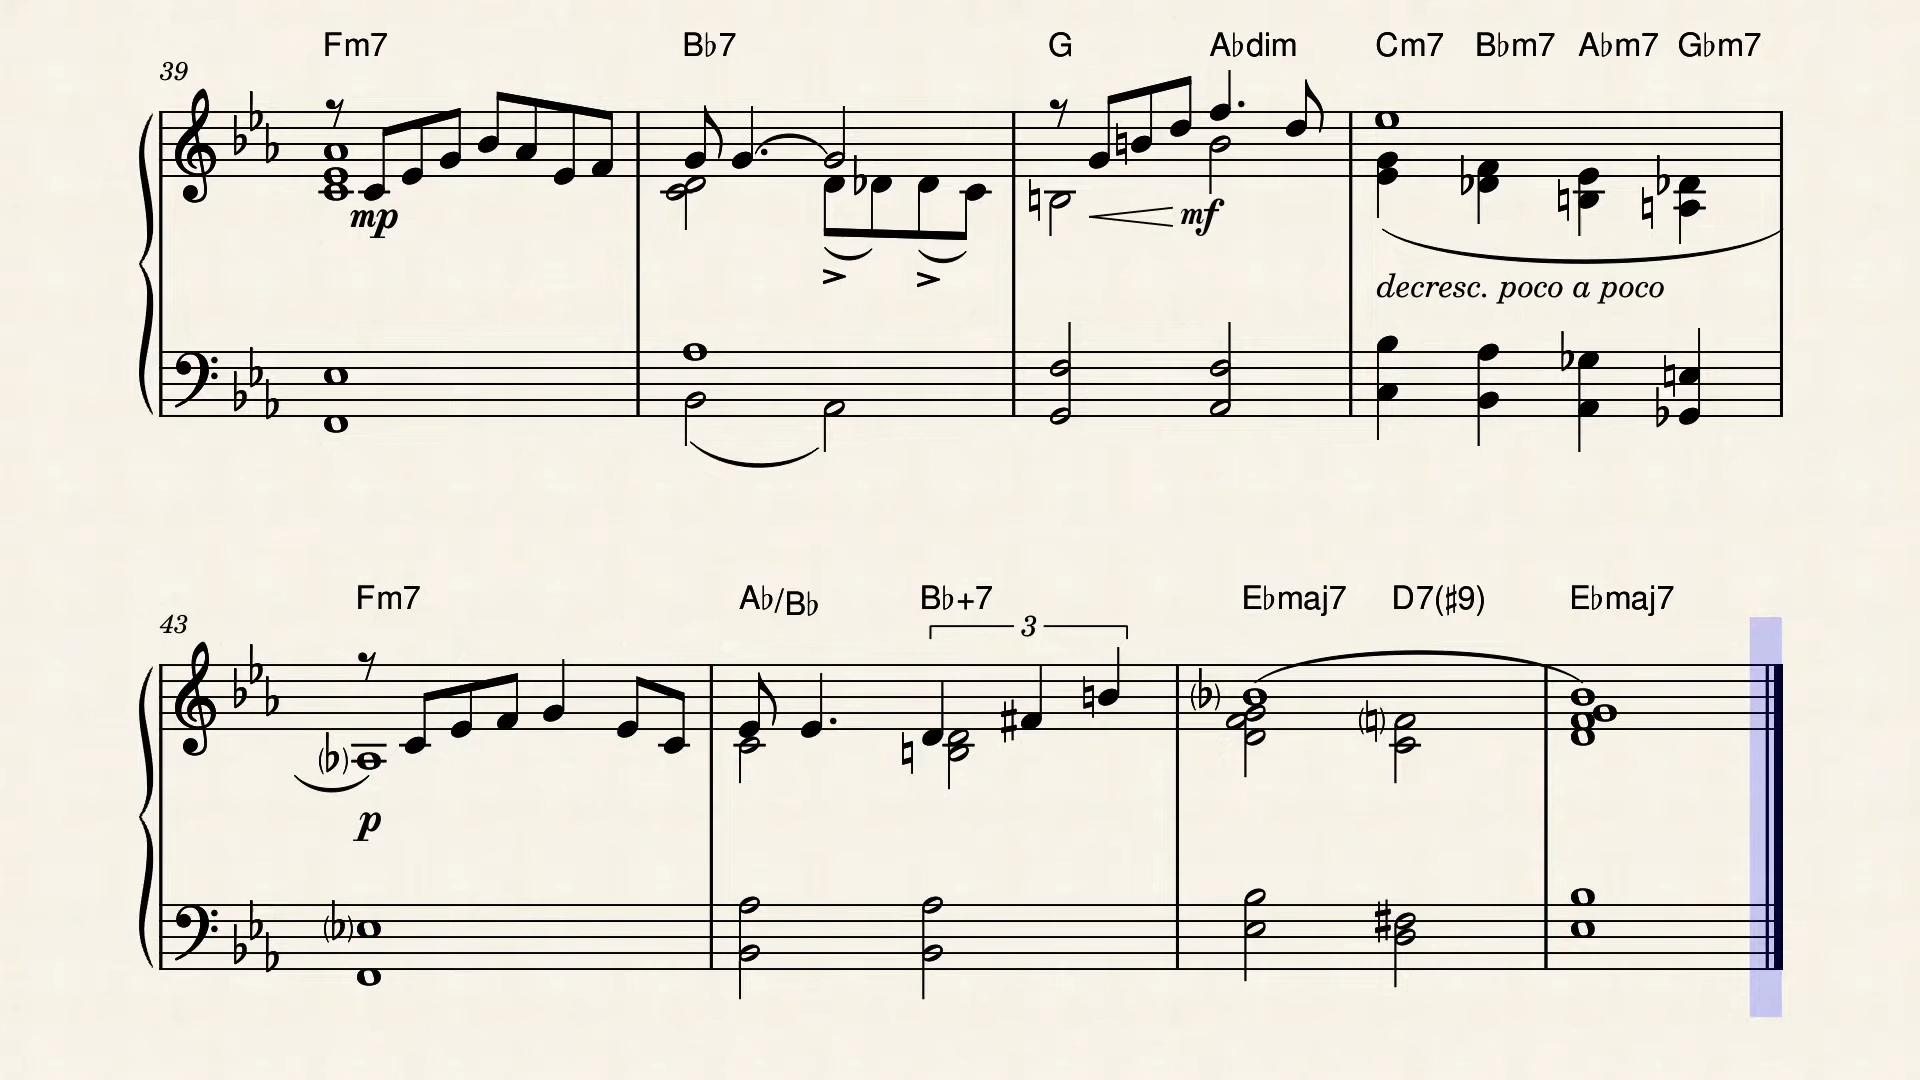 Fm7 B♭7 G A♭dim Cm7 B♭m7 A♭m7 G♭m7
39
mp mf
decresc. poco a poco
Fm7 A♭/B♭ B♭+7 E♭maj7 D7(♯9) E♭maj7
43 3
p